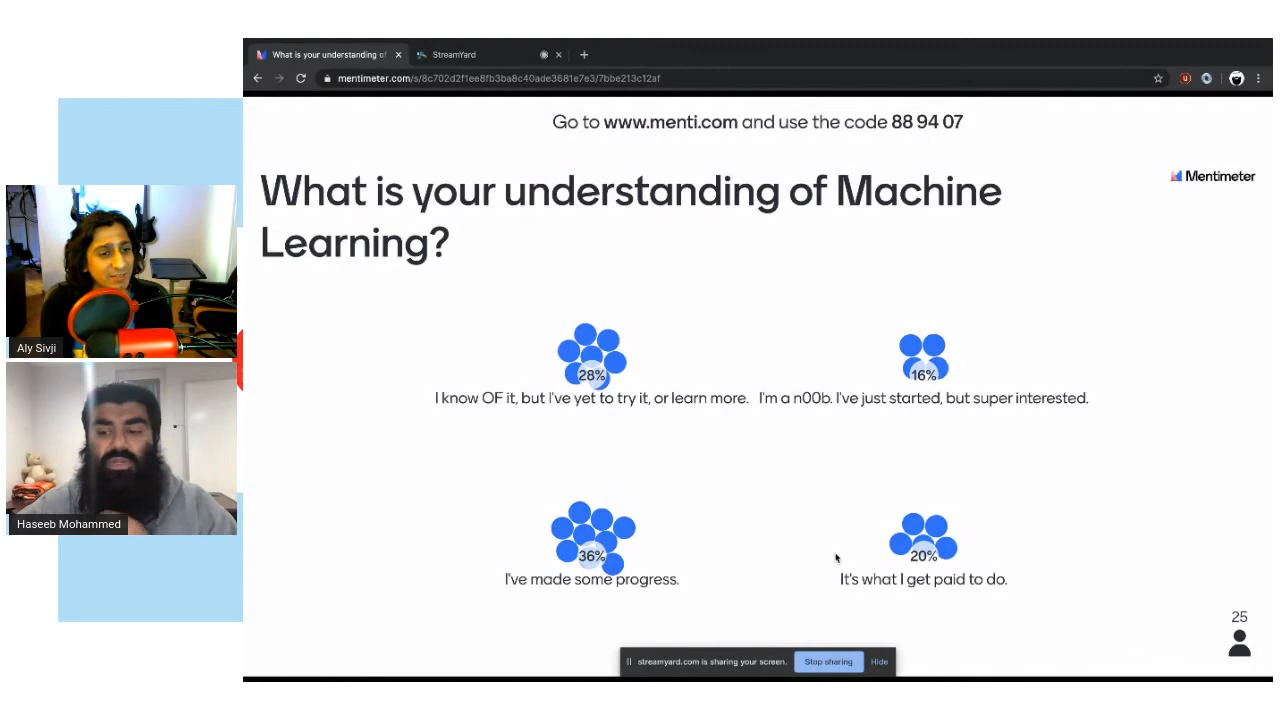 What is your understanding of
StreamYard
mentimeter.com/s/8c702d2f1ee8fb3ba8c40ade3681e7e3/7bbe213c12af
Go to www.menti.com and use the code 88 94 07
Mentimeter
What is your understanding of Machine
Learning?
28%
16%
I know OF it, but I've yet to try it, or learn more.
I'm a n00b. I've just started, but super interested.
36%
20%
I've made some progress.
It's what I get paid to do.
25
streamyard.com is sharing your screen.
Stop sharing
Hide
Aly Sivji
Haseeb Mohammed